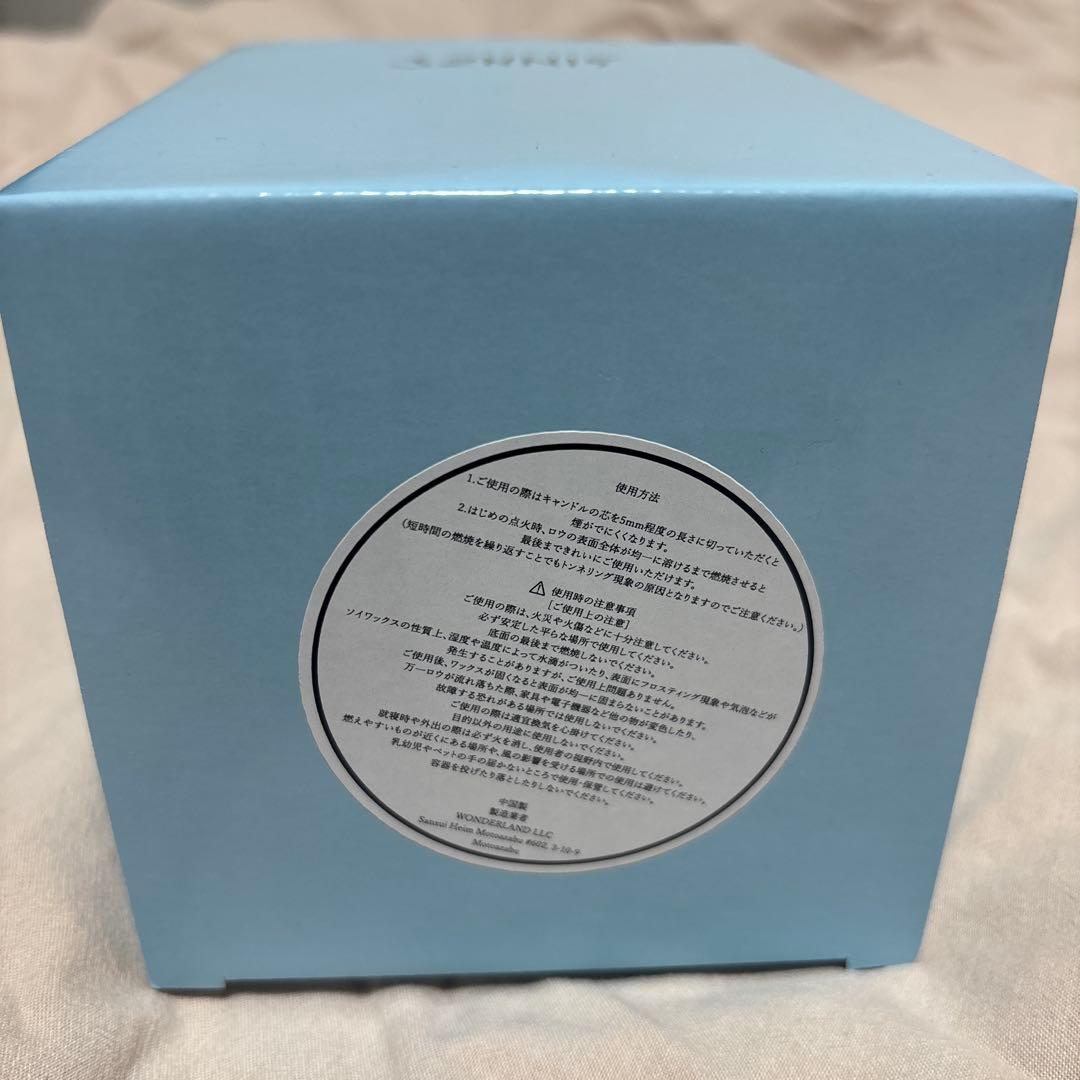 使用方法
1.ご使用の際はキャンドルの芯を5mm程度の長さに切っていただくと
煙がでにくくなります。
2.はじめの点火時、ロウの表面全体が均一に溶けるまで燃焼させると
最後まできれいにご使用いただけます。
(短時間の燃焼を繰り返すことでもトンネリング現象の原因となりますのでご注意ください。)
⚠ 使用時の注意事項
[ご使用上の注意]
ご使用の際は、火災や火傷などに十分注意してください。
必ず安定した平らな場所で使用してください。
底面の最後まで燃焼しないでください。
ソイワックスの性質上、湿度や温度によって水滴がついたり、表面にフロスティング現象や気泡などが
発生することがありますが、ご使用上問題ありません。
ご使用後、ワックスが固くなると表面が均一に固まらないことがあります。
万一ロウが流れ落ちた際、家具や電子機器など他の物が変色したり、
故障する恐れがある場所では使用しないでください。
ご使用の際は適宜換気を心掛けてください。
目的以外の用途に使用しないでください。
就寝時や外出の際は必ず火を消し、使用者の視野内で使用してください。
燃えやすいものが近くにある場所や、風の影響を受ける場所での使用は避けてください。
乳幼児やペットの手の届かないところで使用・保管してください。
容器を投げたり落としたりしないでください。
中国製
製造業者
WONDERLAND LLC
Sanxui Heim Motoazabu #602, 3-10-9
Motoazabu